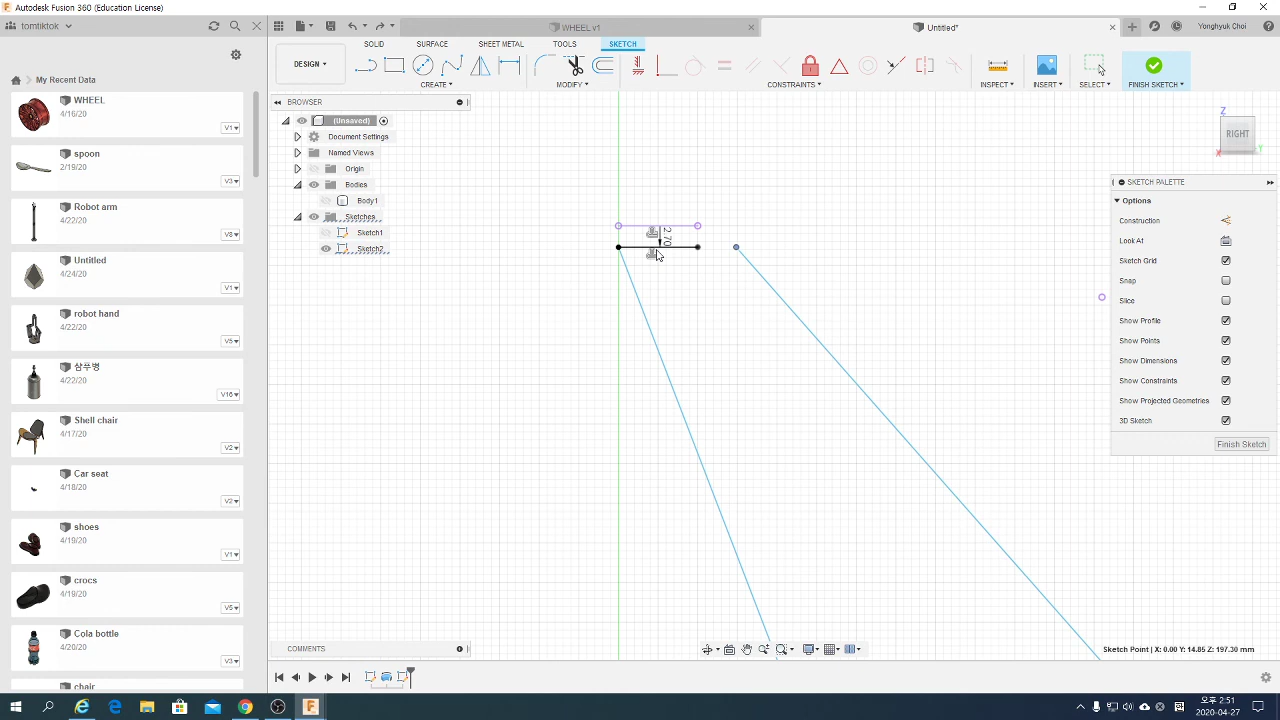 Autodesk Fusion 360 (Education License)
tomtiktok
WHEEL v1
Untitled*
Yonghyuk Choi
My Recent Data
WHEEL
4/16/20
V1
spoon
2/19/20
V3
Robot arm
4/22/20
V8
Untitled
4/24/20
V1
robot hand
4/22/20
V5
샴푸병
4/22/20
V16
Shell chair
4/17/20
V2
Car seat
4/18/20
V2
shoes
4/19/20
V1
crocs
4/19/20
V5
Cola bottle
4/20/20
V3
chair
SOLID
SURFACE
SHEET METAL
TOOLS
SKETCH
DESIGN
CREATE
MODIFY
CONSTRAINTS
INSPECT
INSERT
SELECT
FINISH SKETCH
BROWSER
(Unsaved)
Document Settings
Named Views
Origin
Bodies
Body1
Sketches
Sketch1
Sketch2
2.70
Z
RIGHT
X
Y
SKETCH PALETTE
Options
Construction
Look At
Sketch Grid
Snap
Slice
Show Profile
Show Points
Show Dimensions
Show Constraints
Show Projected Geometries
3D Sketch
Finish Sketch
COMMENTS
Sketch Point | X: 0.00 Y: 14.85 Z: 197.30 mm
오후 2:51
2020-04-27